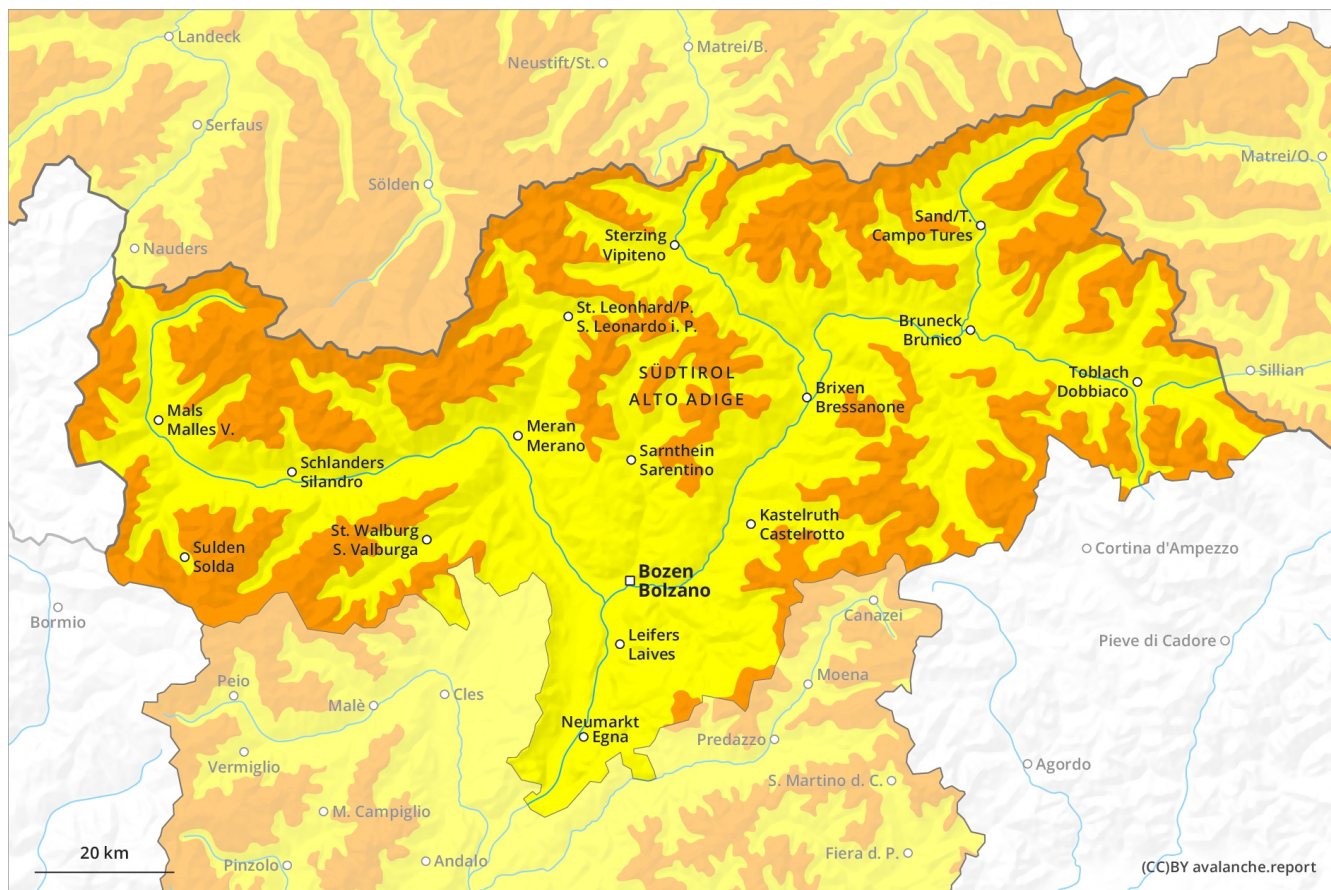 Landeck
Matrei/B.
Neustift/St.
Serfaus
Matrei/O.
Sölden
Sand/T.
Campo Tures
Sterzing
Vipiteno
Nauders
St. Leonhard/P.
S. Leonardo i. P.
Bruneck
Brunico
SÜDTIROL
ALTO ADIGE
Toblach
Dobbiaco
Sillian
Brixen
Bressanone
Mals
Malles V.
Meran
Merano
Sarnthein
Sarentino
Schlanders
Silandro
Kastelruth
Castelrotto
St. Walburg
S. Valburga
Sulden
Solda
Cortina d'Ampezzo
Bozen
Bolzano
Bormio
Canazei
Leifers
Laives
Pieve di Cadore
Peio
Moena
Cles
Malè
Neumarkt
Egna
Predazzo
Vermiglio
Agordo
S. Martino d. C.
M. Campiglio
20 km
Pinzolo
Andalo
Fiera d. P.
(CC)BY avalanche.report